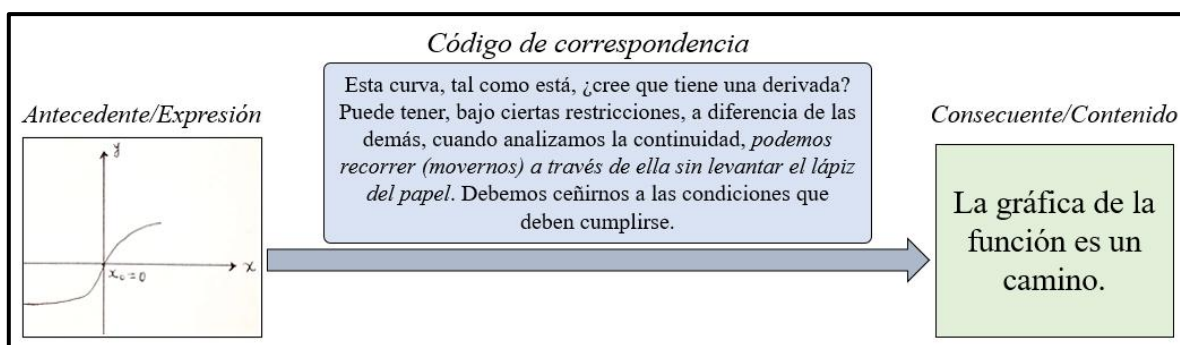 Código de correspondencia
Antecedente/Expresión
Esta curva, tal como está, ¿cree que tiene una derivada?
Puede tener, bajo ciertas restricciones, a diferencia de las
demás, cuando analizamos la continuidad, podemos
recorrer (movernos) a través de ella sin levantar el lápiz
del papel. Debemos ceñirnos a las condiciones que
deben cumplirse.
Consecuente/Contenido
y
x
x₀=0
La gráfica de la
función es un
camino.